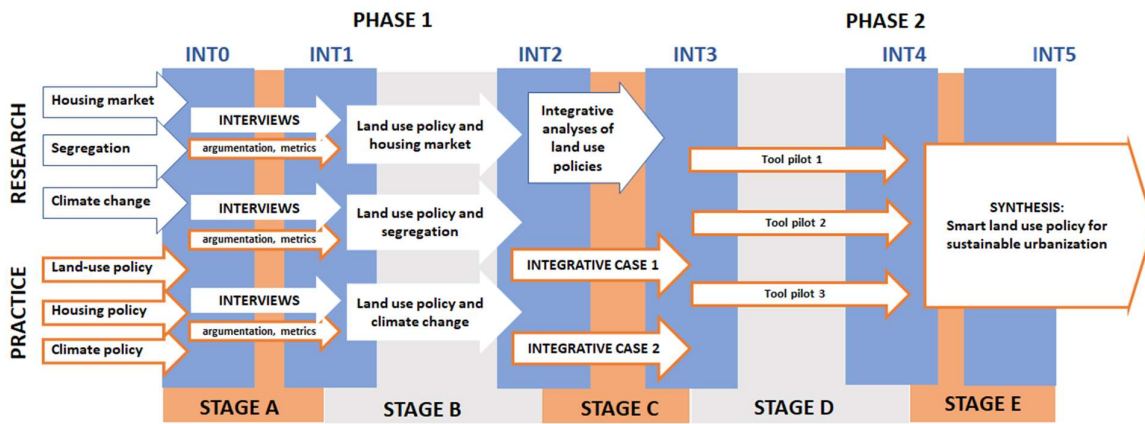 PHASE 1
PHASE 2
INT0
INT1
INT2
INT3
INT4
INT5
RESEARCH
PRACTICE
Housing market
Segregation
Climate change
Land-use policy
Housing policy
Climate policy
INTERVIEWS
argumentation, metrics
INTERVIEWS
argumentation, metrics
INTERVIEWS
argumentation, metrics
Land use policy and
housing market
Land use policy and
segregation
Land use policy and
climate change
Integrative
analyses of
land use
policies
INTEGRATIVE CASE 1
INTEGRATIVE CASE 2
Tool pilot 1
Tool pilot 2
Tool pilot 3
SYNTHESIS:
Smart land use policy for
sustainable urbanization
STAGE A
STAGE B
STAGE C
STAGE D
STAGE E